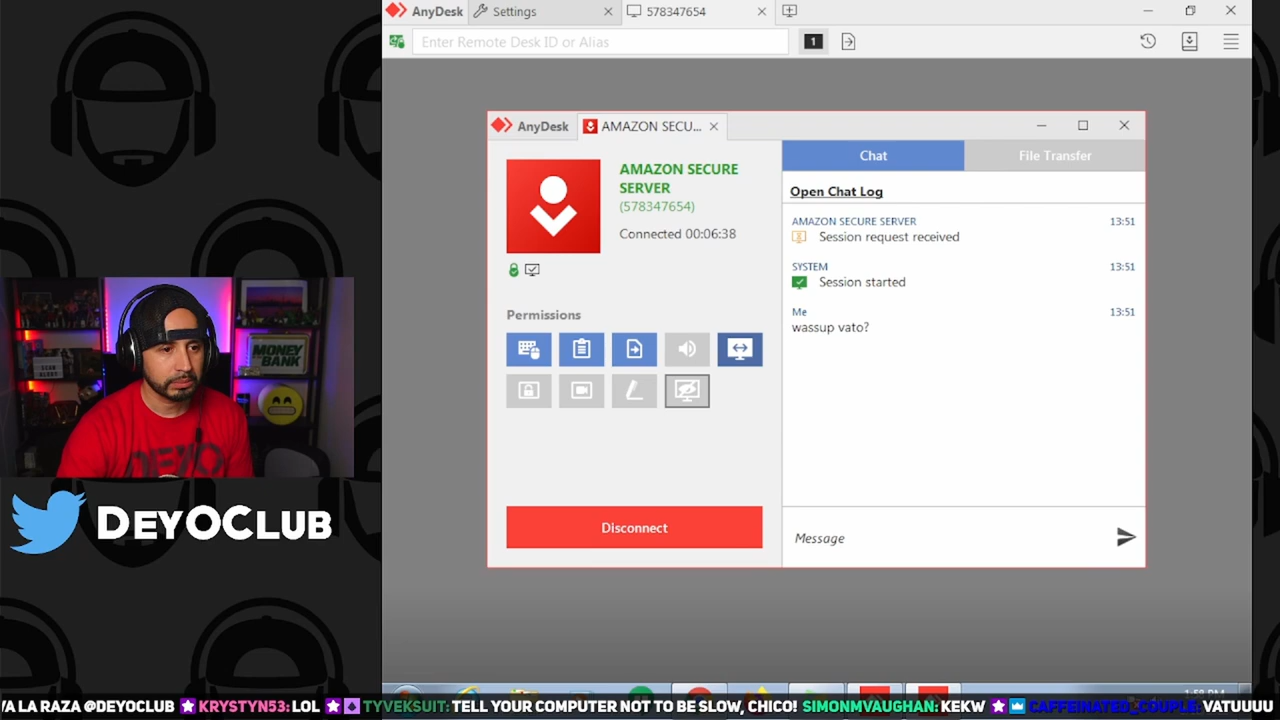 AnyDesk
Settings
578347654
Enter Remote Desk ID or Alias
1
AnyDesk
AMAZON SECU...
AMAZON SECURE
SERVER
(578347654)
Connected 00:06:38
Permissions
Disconnect
Chat
File Transfer
Open Chat Log
AMAZON SECURE SERVER 13:51
Session request received
SYSTEM 13:51
Session started
Me 13:51
wassup vato?
Message
MONEY
BANK
DEYOCLUB
VA LA RAZA @DEYOCLUB KRYSTYN53: LOL TYVEKSUIT: TELL YOUR COMPUTER NOT TO BE SLOW, CHICO! SIMONMVAUGHAN: KEKW CAFFEINATED_COUPLE: VATUUUU